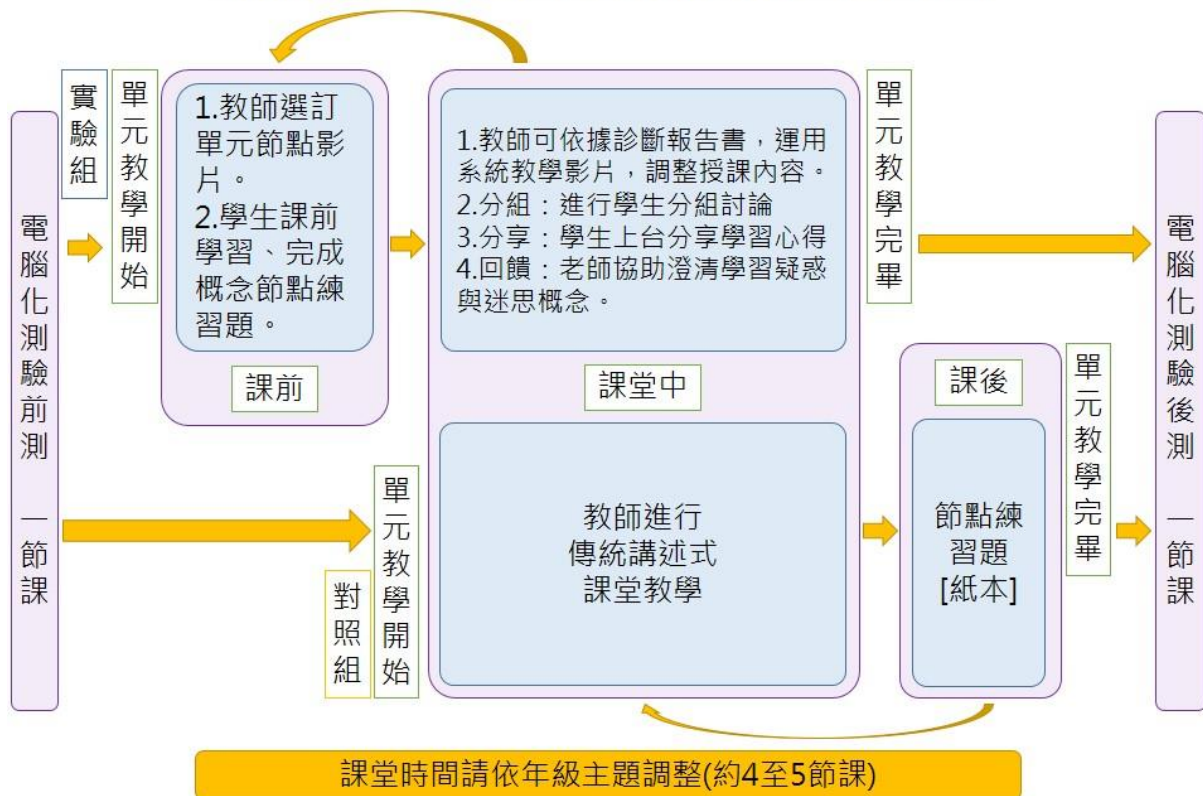 電腦化測驗前測 一節課
實驗組
單元教學開始
1.教師選訂
單元節點影
片。
2.學生課前
學習、完成
概念節點練
習題。
課前
1.教師可依據診斷報告書，運用
系統教學影片，調整授課內容。
2.分組：進行學生分組討論
3.分享：學生上台分享學習心得
4.回饋：老師協助澄清學習疑惑
與迷思概念。
課堂中
單元教學完畢
對照組
單元教學開始
教師進行
傳統講述式
課堂教學
課後
節點練
習題
[紙本]
單元教學完畢
電腦化測驗後測 一節課
課堂時間請依年級主題調整(約4至5節課)